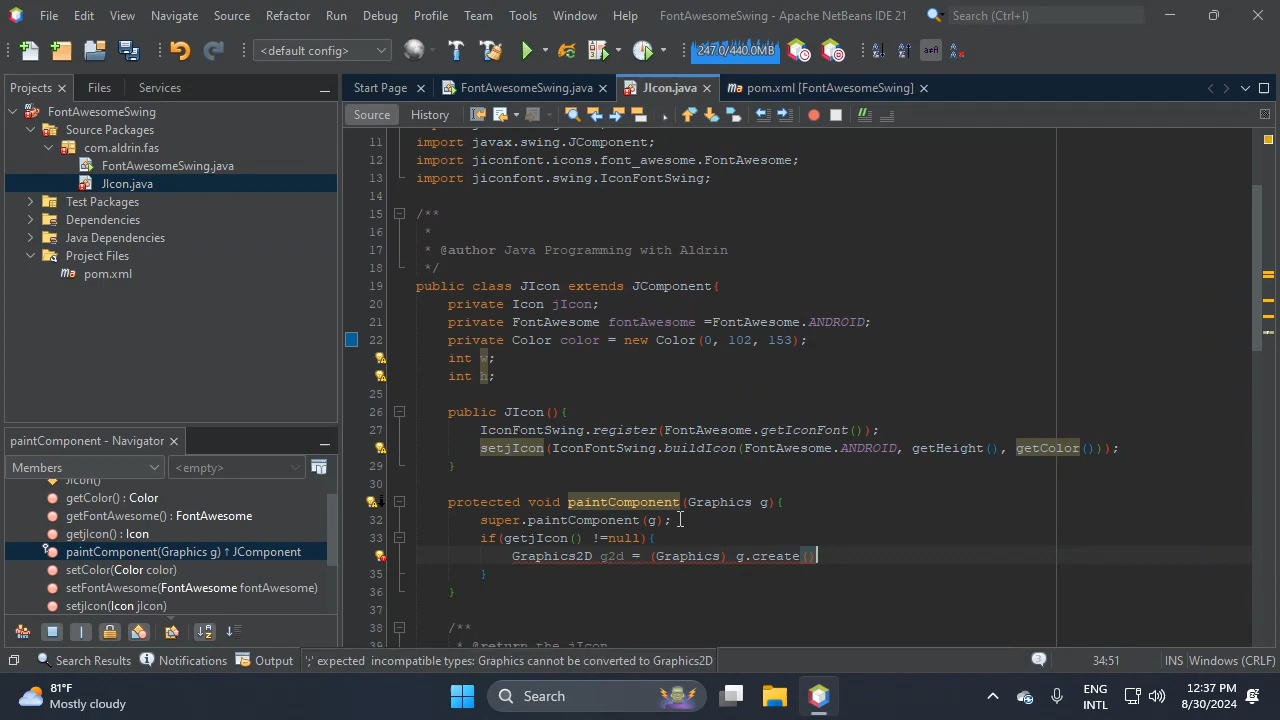 File Edit View Navigate Source Refactor Run Debug Profile Team Tools Window Help FontAwesomeSwing - Apache NetBeans IDE 21 Search (Ctrl+I)
<default config> 247.0/440.0MB
Projects Files Services Start Page FontAwesomeSwing.java JIcon.java pom.xml [FontAwesomeSwing]
Source History
FontAwesomeSwing
Source Packages
com.aldrin.fas
FontAwesomeSwing.java
JIcon.java
Test Packages
Dependencies
Java Dependencies
Project Files
pom.xml
paintComponent - Navigator
Members <empty>
JIcon()
getColor() : Color
getFontAwesome() : FontAwesome
getjIcon() : Icon
paintComponent(Graphics g) ↑ JComponent
setColor(Color color)
setFontAwesome(FontAwesome fontAwesome)
setjIcon(Icon jIcon)
11 import javax.swing.JComponent;
12 import jiconfont.icons.font_awesome.FontAwesome;
13 import jiconfont.swing.IconFontSwing;
14
15 /**
16 *
17 * @author Java Programming with Aldrin
18 */
19 public class JIcon extends JComponent{
20 private Icon jIcon;
21 private FontAwesome fontAwesome =FontAwesome.ANDROID;
22 private Color color = new Color(0, 102, 153);
int w;
int h;
25
26 public JIcon(){
27 IconFontSwing.register(FontAwesome.getIconFont());
setjIcon(IconFontSwing.buildIcon(FontAwesome.ANDROID, getHeight(), getColor()));
29 }
30
protected void paintComponent(Graphics g){
32 super.paintComponent(g);
33 if(getjIcon() !=null){
Graphics2D g2d = (Graphics) g.create()
35 }
36 }
37
38 /**
39 * @return the jIcon
Search Results Notifications Output ';' expected incompatible types: Graphics cannot be converted to Graphics2D 34:51 INS Windows (CRLF)
81°F
Mostly cloudy
Search
ENG
INTL
12:37 PM
8/30/2024